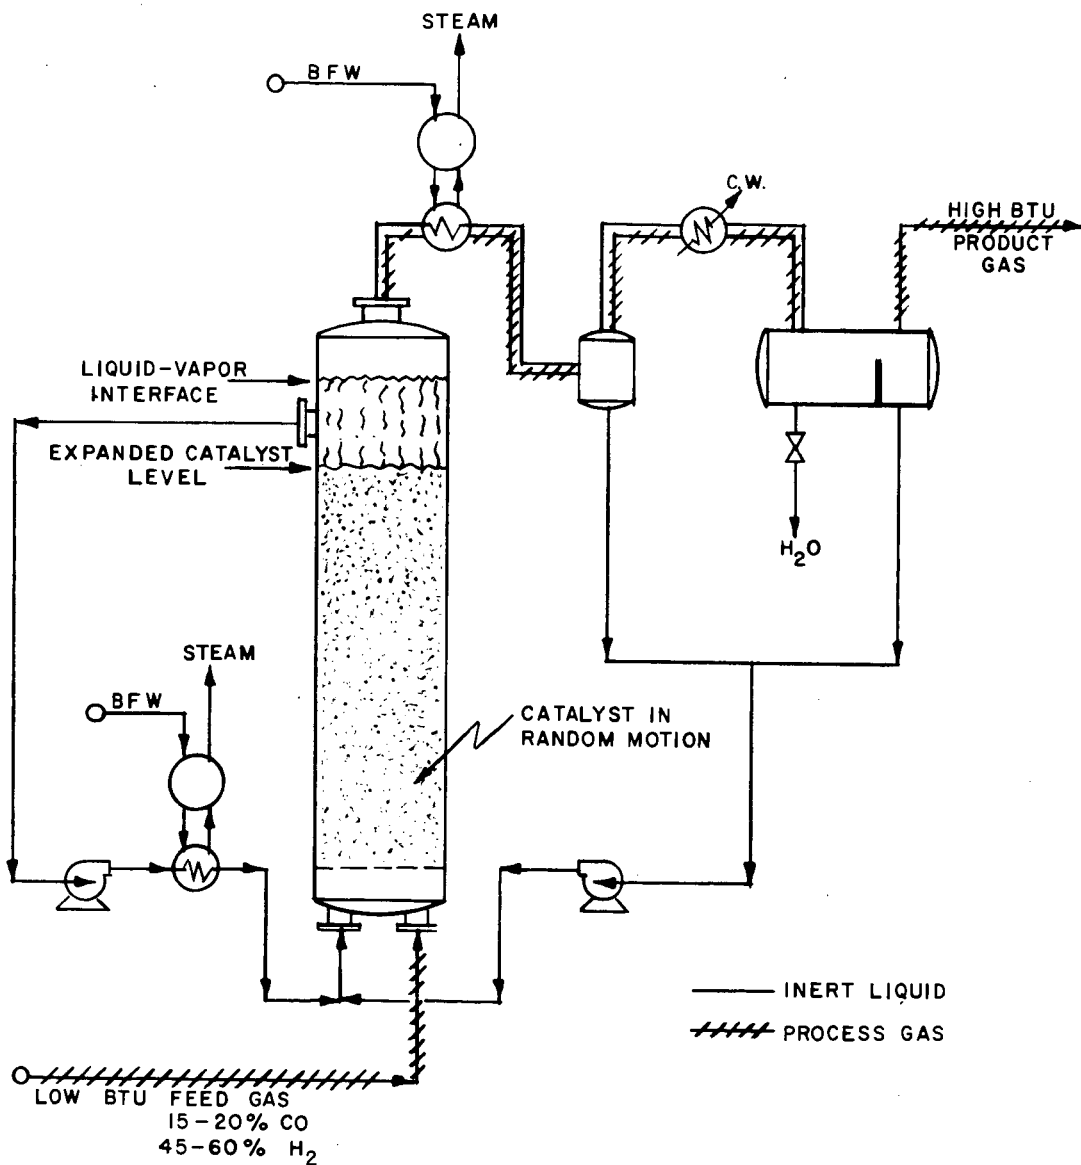 STEAM
BFW
C.W.
HIGH BTU
PRODUCT
GAS
LIQUID-VAPOR
INTERFACE
EXPANDED CATALYST
LEVEL
H2O
STEAM
BFW
CATALYST IN
RANDOM MOTION
INERT LIQUID
PROCESS GAS
LOW BTU FEED GAS
15-20% CO
45-60% H2